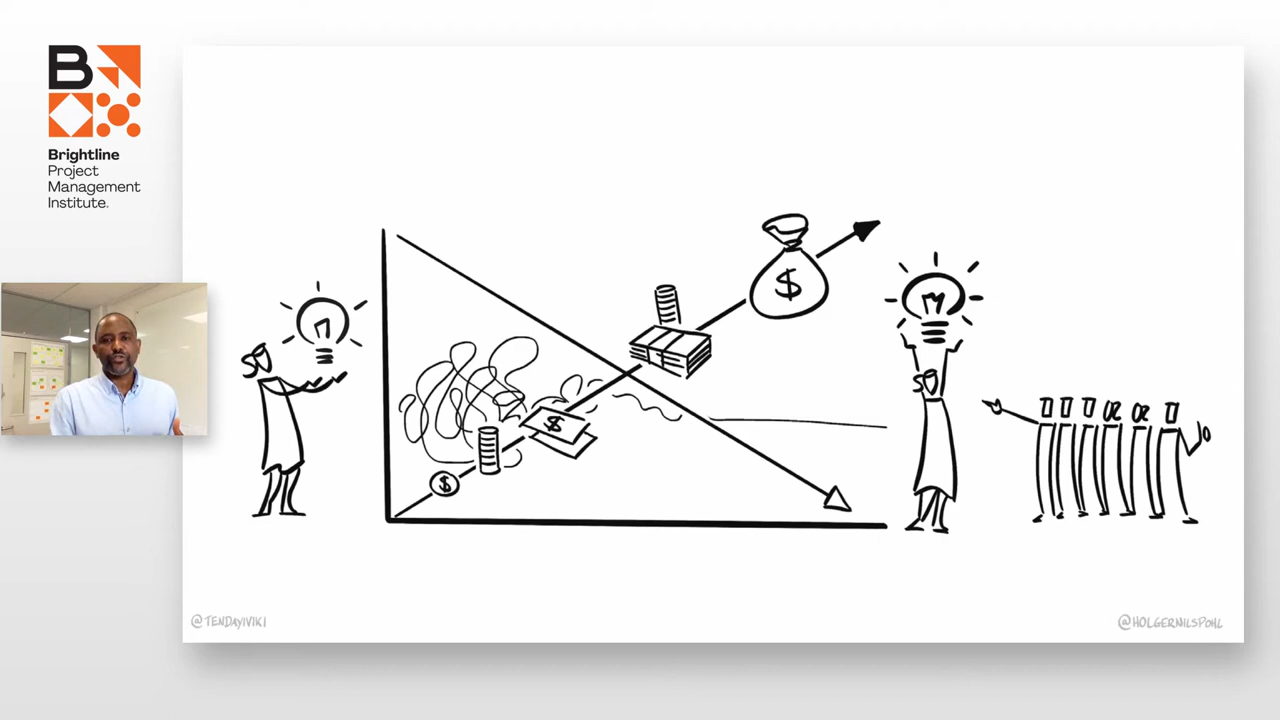 B
Brightline
Project
Management
Institute.
$
$
$
@TENDAYIVIKI
@HOLGERNILSPOHL